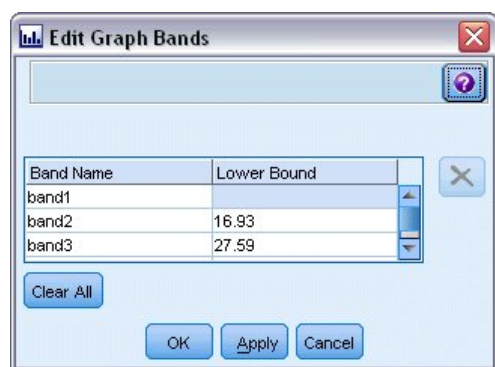 Edit Graph Bands
?
Band Name Lower Bound
band1
band2 16.93
band3 27.59
Clear All
OK Apply Cancel